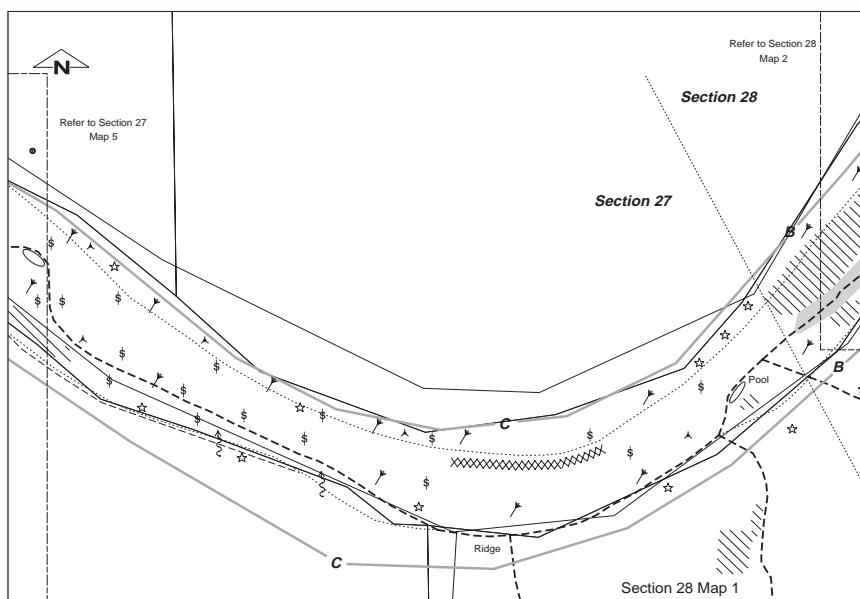 Refer to Section 28
Map 2
N
Section 28
Refer to Section 27
Map 5
Section 27
B
$
$
$
$
$
$
B
$
Pool
$
$
$
$
$
C
$
$
$
$
$
Ridge
C
Section 28 Map 1